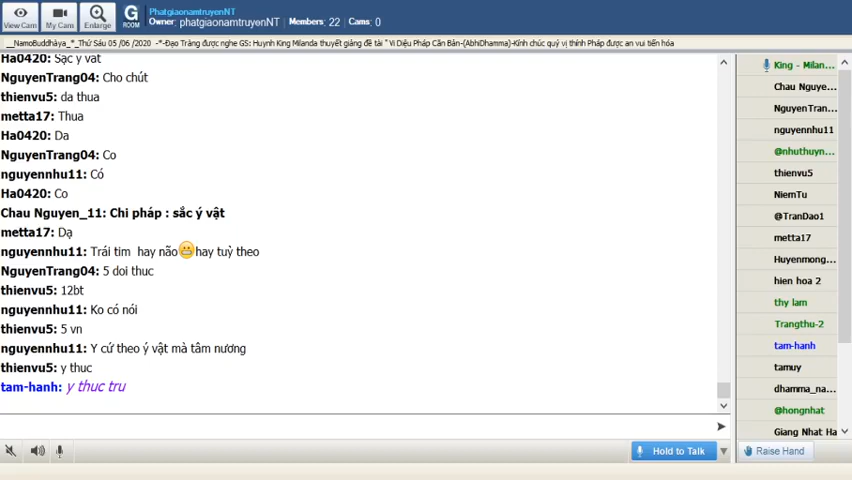 View Cam
My Cam
Enlarge
G
ROOM
PhatgiaonamtruyenNT
Owner: phatgiaonamtruyenNT Members: 22 Cams: 0
__NamoBuddhàya_*_Thứ Sáu 05 /06 /2020 -*-Đạo Tràng được nghe GS: Huynh King Milanda thuyết giảng đề tài " Vi Diệu Pháp Căn Bản-(AbhiDhamma)-Kính chúc quý vị thính Pháp được an vui tiến hóa
Ha0420: Sạc y vat
NguyenTrang04: Cho chút
thienvu5: da thua
metta17: Thua
Ha0420: Da
NguyenTrang04: Co
nguyennhu11: Có
Ha0420: Co
Chau Nguyen_11: Chi pháp : sắc ý vật
metta17: Dạ
nguyennhu11: Trái tim hay não😬hay tuỳ theo
NguyenTrang04: 5 doi thuc
thienvu5: 12bt
nguyennhu11: Ko có nói
thienvu5: 5 vn
nguyennhu11: Y cứ theo ý vật mà tâm nương
thienvu5: y thuc
tam-hanh: y thuc tru
King - Milan...
Chau Nguye...
NguyenTran...
nguyennhu11
@nhuthuyn...
thienvu5
NiemTu
@TranDao1
metta17
Huyenmong...
hien hoa 2
thy lam
Trangthu-2
tam-hanh
tamuy
dhamma_na...
@hongnhat
Giang Nhat Ha
Hold to Talk
Raise Hand